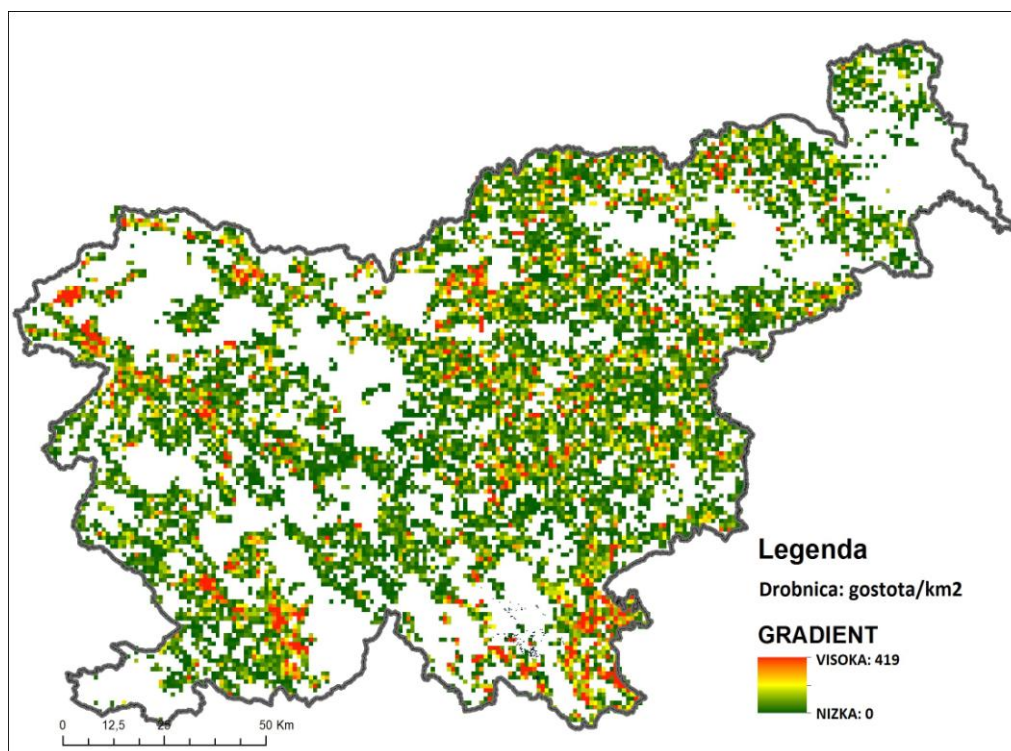 Legenda
Drobnica: gostota/km2
GRADIENT
VISOKA: 419
NIZKA: 0
0 12,5 25 50 Km